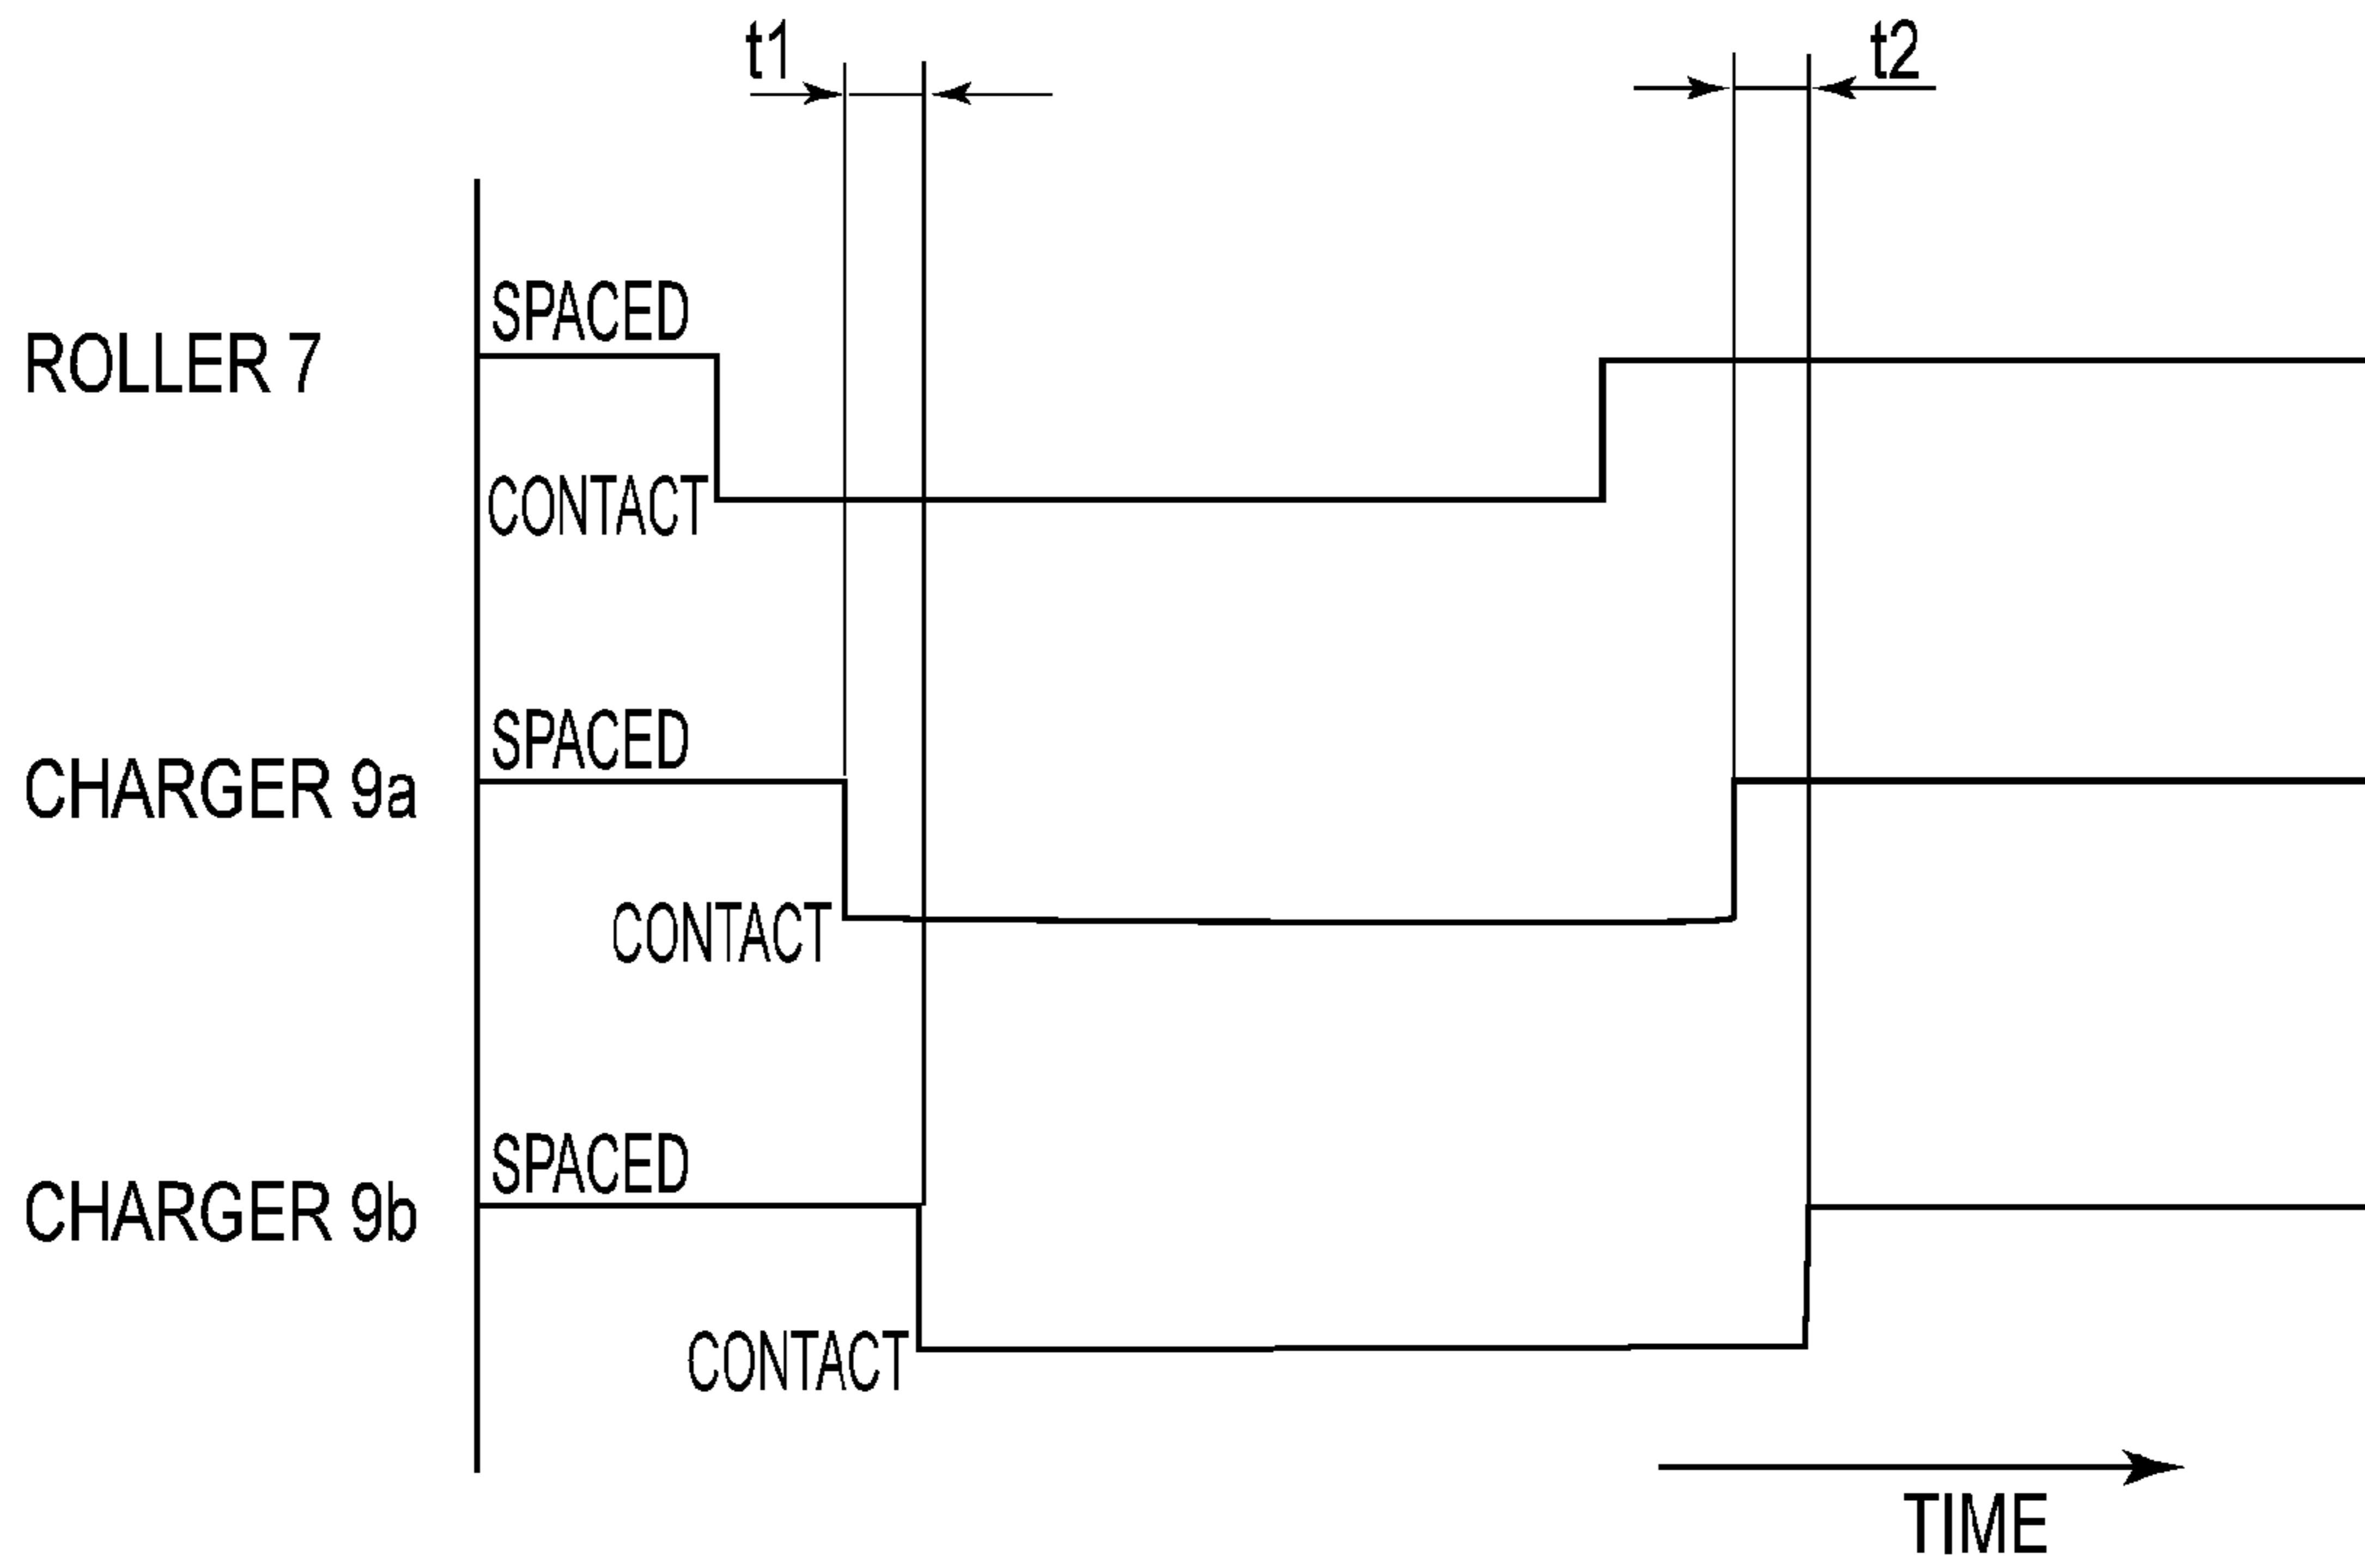 t1
t2
SPACED
ROLLER 7
CONTACT
SPACED
CHARGER 9a
CONTACT
SPACED
CHARGER 9b
CONTACT
TIME